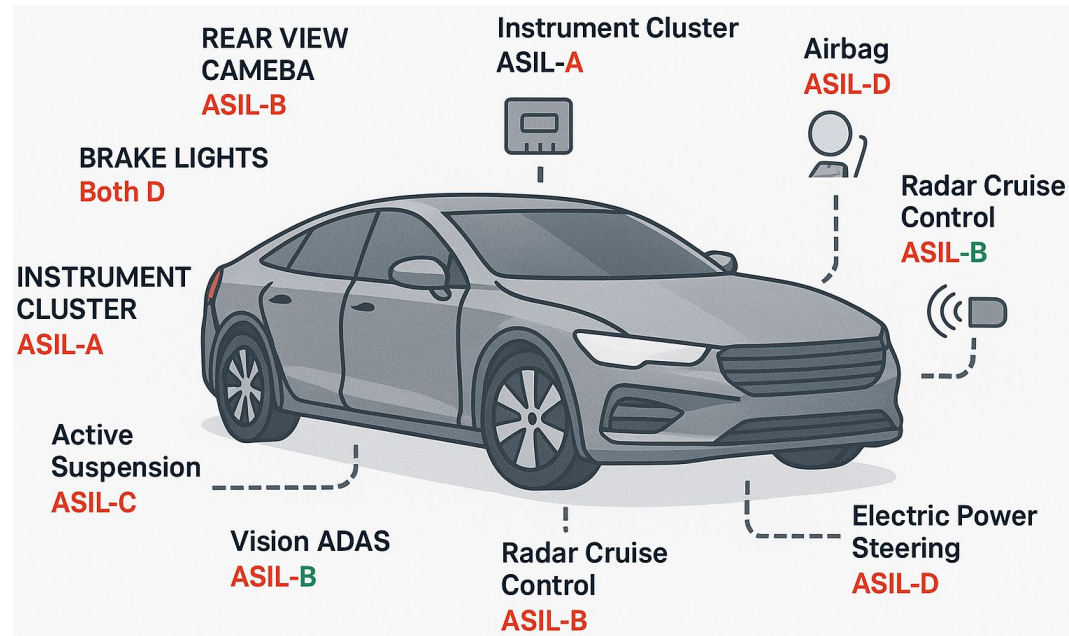 REAR VIEW
CAMEBA
ASIL-B
Instrument Cluster
ASIL-A
Airbag
ASIL-D
BRAKE LIGHTS
Both D
Radar Cruise
Control
ASIL-B
INSTRUMENT
CLUSTER
ASIL-A
Active
Suspension
ASIL-C
Vision ADAS
ASIL-B
Radar Cruise
Control
ASIL-B
Electric Power
Steering
ASIL-D